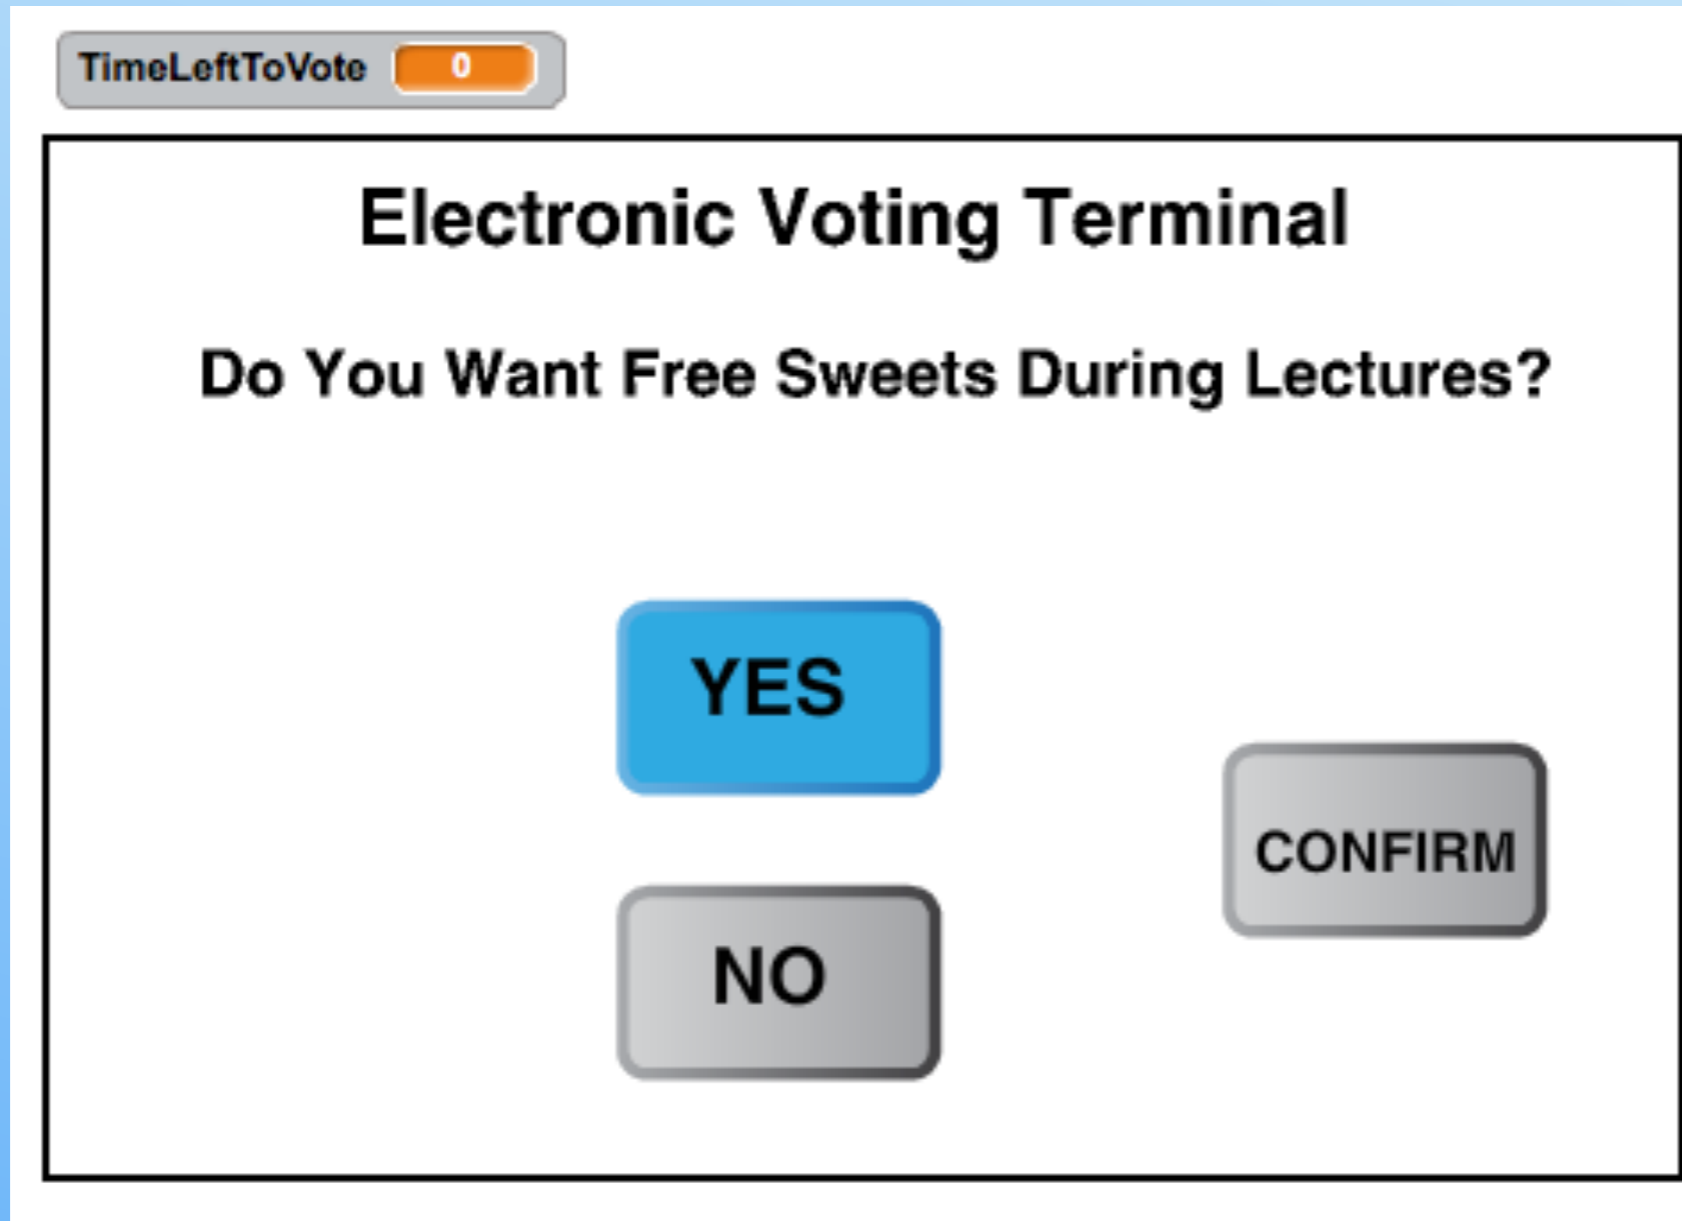 TimeLeftToVote 0
Electronic Voting Terminal
Do You Want Free Sweets During Lectures?
YES
CONFIRM
NO